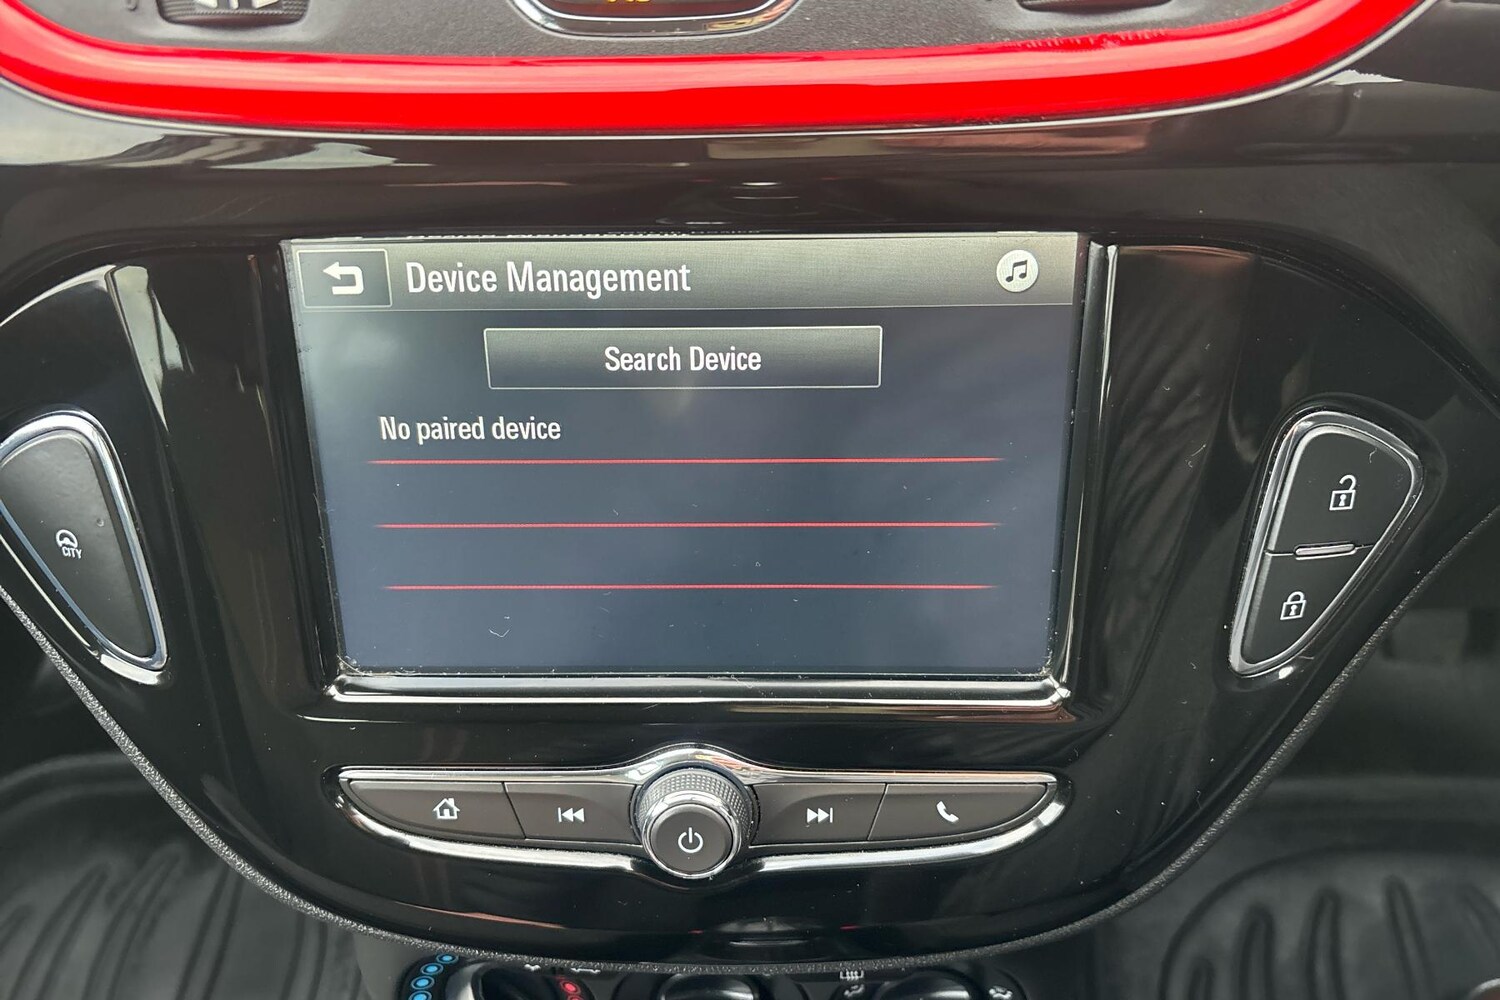 Device Management
Search Device
No paired device
CITY